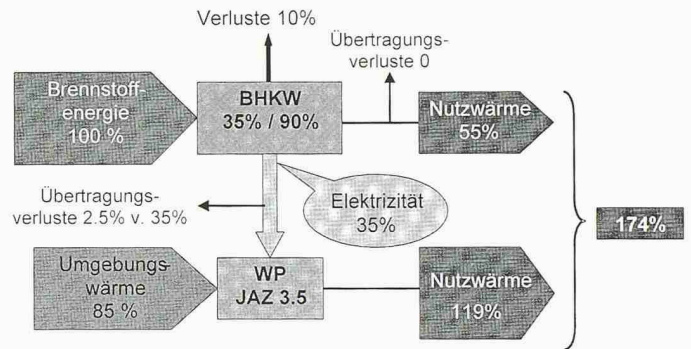 Verluste 10%
Übertragungs-
verluste 0
Brennstoff-
energie
100 %
BHKW
35% / 90%
Nutzwärme
55%
Übertragungs-
verluste 2.5% v. 35%
Elektrizität
35%
174%
Umgebungs-
wärme
85 %
WP
JAZ 3.5
Nutzwärme
119%